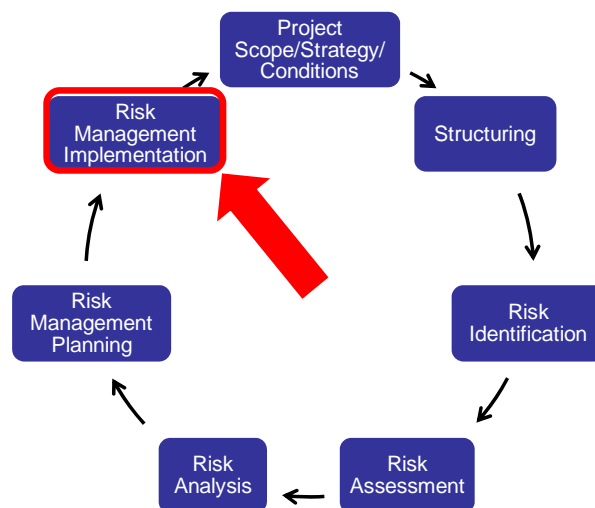 Project
Scope/Strategy/
Conditions
Structuring
Risk
Identification
Risk
Assessment
Risk
Analysis
Risk
Management
Planning
Risk
Management
Implementation